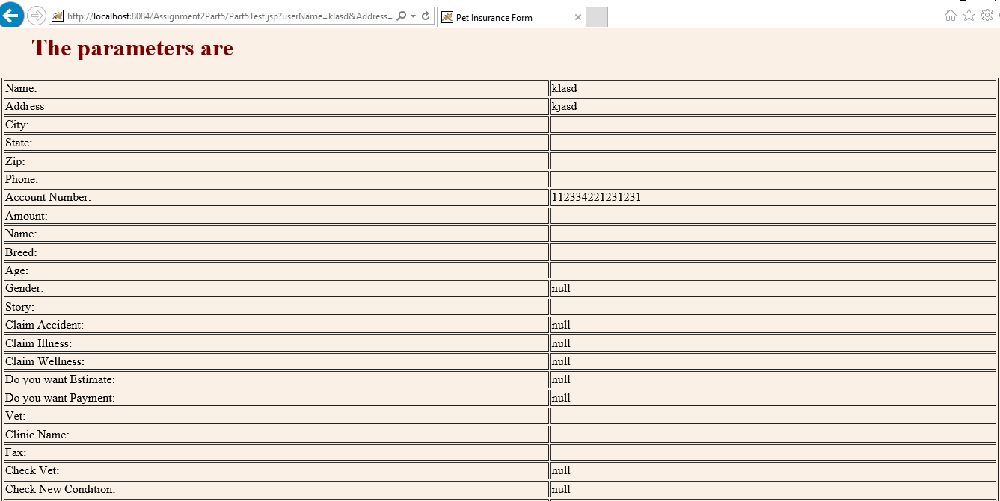 http://localhost:8084/Assignment2Part5/Part5Test.jsp?userName=klasd&Address=
Pet Insurance Form
The parameters are
Name: klasd
Address kjasd
City:
State:
Zip:
Phone:
Account Number: 112334221231231
Amount:
Name:
Breed:
Age:
Gender: null
Story:
Claim Accident: null
Claim Illness: null
Claim Wellness: null
Do you want Estimate: null
Do you want Payment: null
Vet:
Clinic Name:
Fax:
Check Vet: null
Check New Condition: null